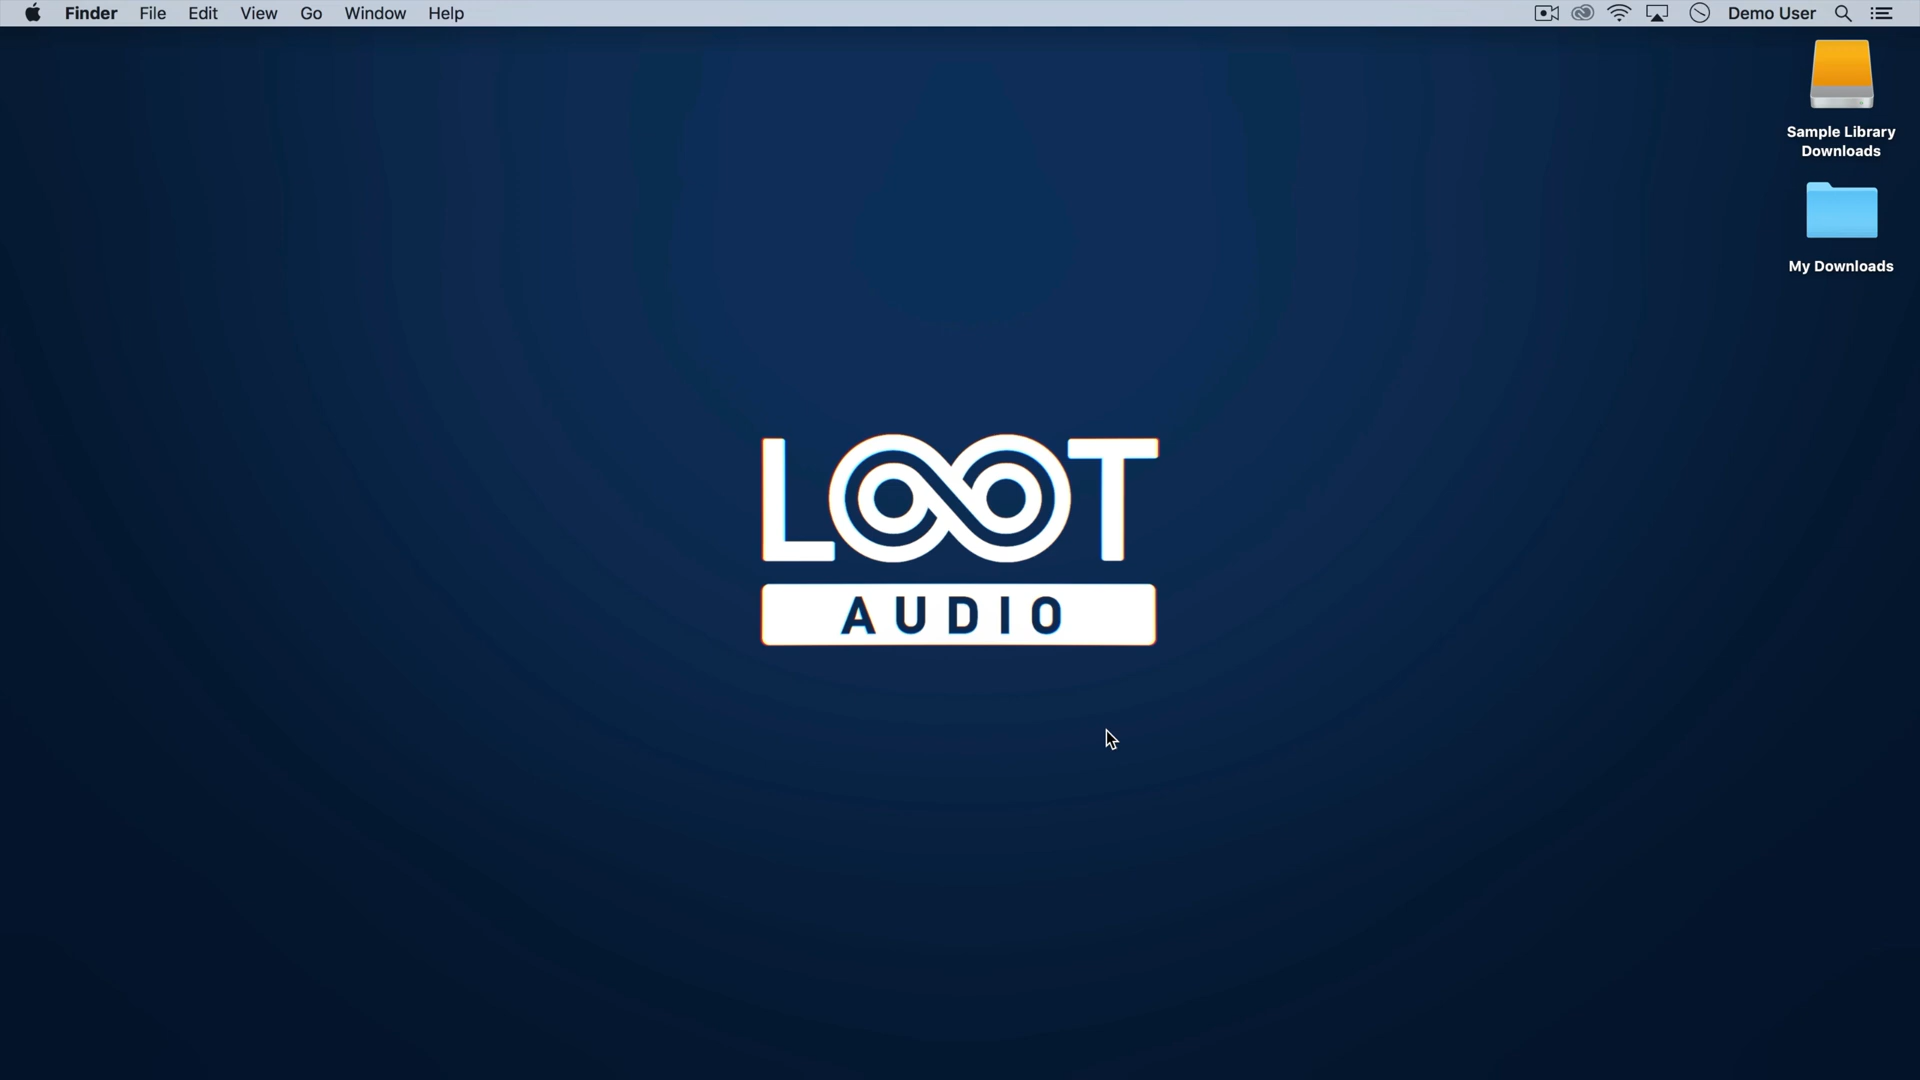 Finder File Edit View Go Window Help Demo User
Sample Library
Downloads
My Downloads
LOOT
AUDIO